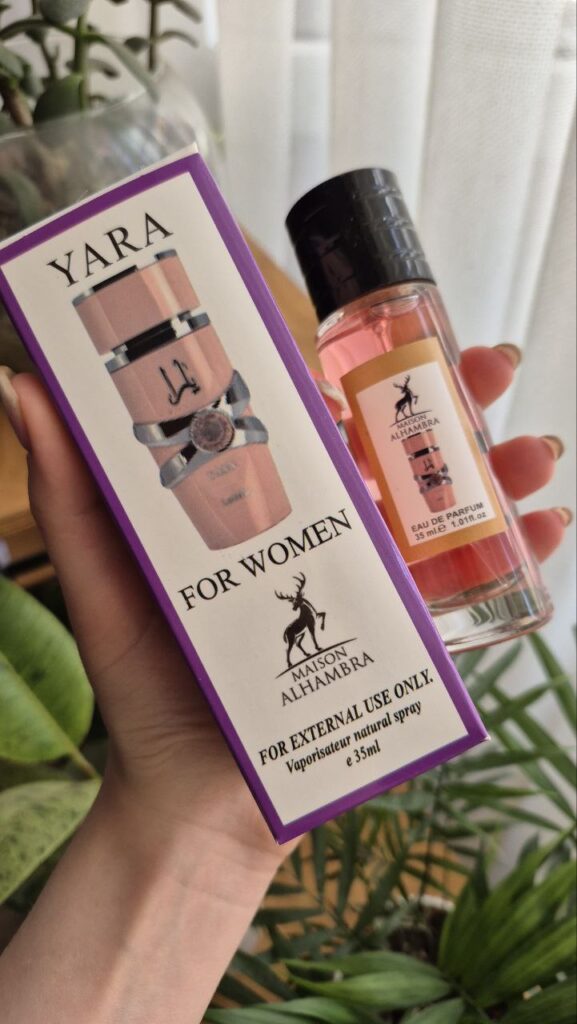 YARA
FOR WOMEN
MAISON
ALHAMBRA
FOR EXTERNAL USE ONLY.
Vaporisateur natural spray
e 35ml
MAISON
ALHAMBRA
EAU DE PARFUM
35 ml.e 1.01fl.oz